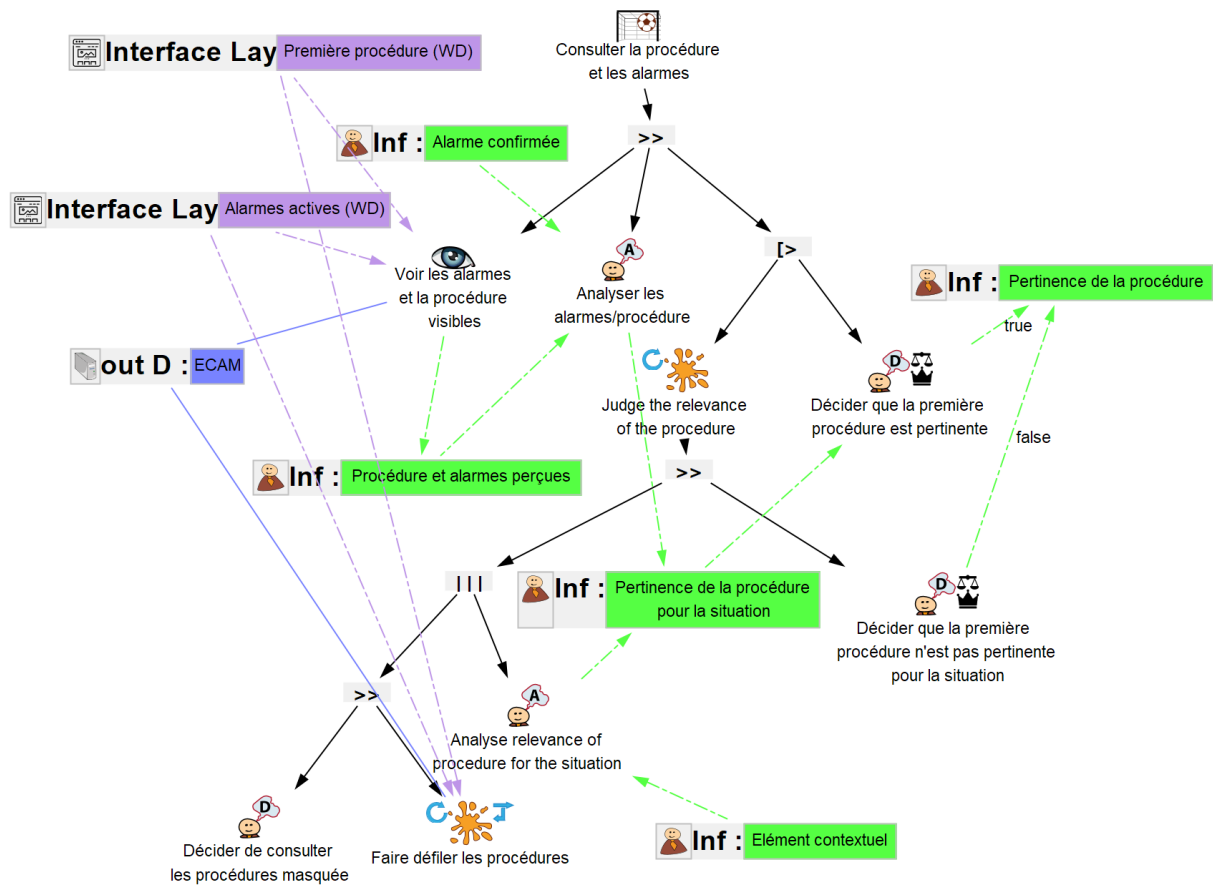 Consulter la procédure
et les alarmes
Interface Lay
Première procédure (WD)
>>
Inf :
Alarme confirmée
Interface Lay
Alarmes actives (WD)
[>
A
Voir les alarmes
et la procédure
visibles
Analyser les
alarmes/procédure
Inf :
Pertinence de la procédure
true
out D :
ECAM
D
Judge the relevance
of the procedure
Décider que la première
procédure est pertinente
false
>>
Inf :
Procédure et alarmes perçues
|||
Inf :
Pertinence de la procédure
pour la situation
D
Décider que la première
procédure n'est pas pertinente
pour la situation
>>
A
Analyse relevance of
procedure for the situation
D
Décider de consulter
les procédures masquée
Faire défiler les procédures
Inf :
Elément contextuel